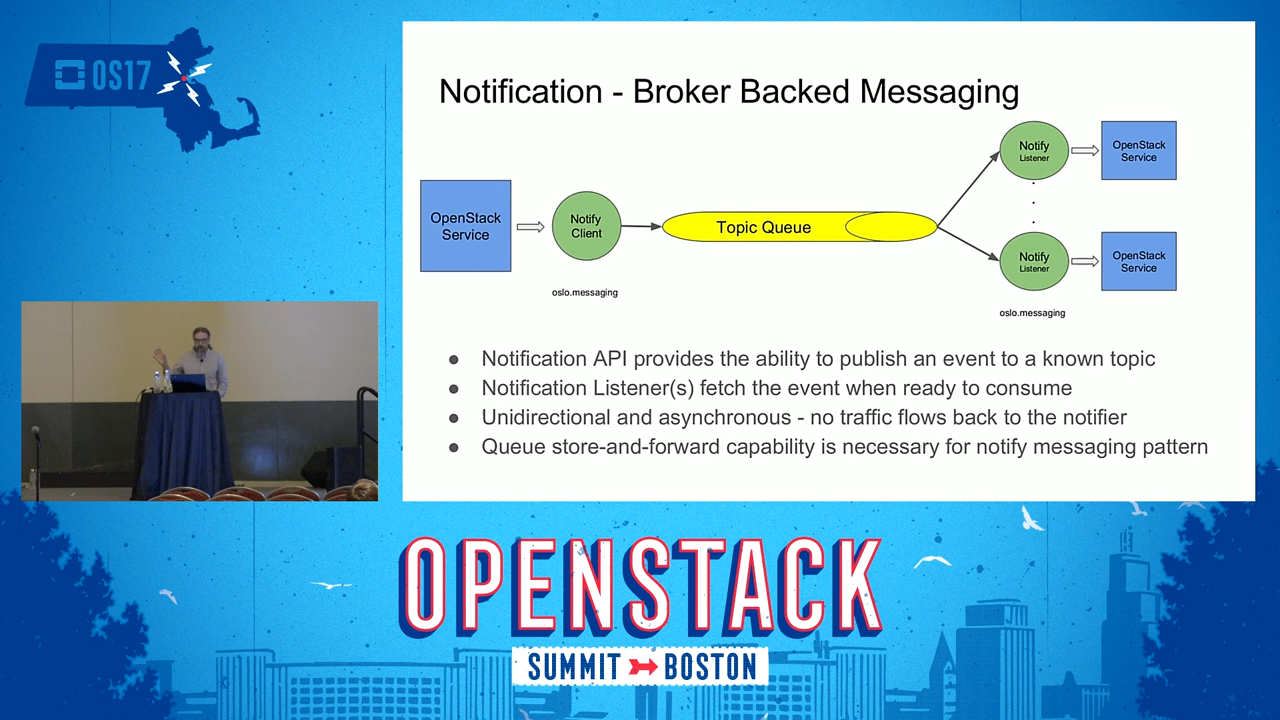 OS17
Notification - Broker Backed Messaging
OpenStack
Service
Notify
Client
oslo.messaging
Topic Queue
Notify
Listener
OpenStack
Service
Notify
Listener
OpenStack
Service
oslo.messaging
● Notification API provides the ability to publish an event to a known topic
● Notification Listener(s) fetch the event when ready to consume
● Unidirectional and asynchronous - no traffic flows back to the notifier
● Queue store-and-forward capability is necessary for notify messaging pattern
OPENSTACK
SUMMIT BOSTON